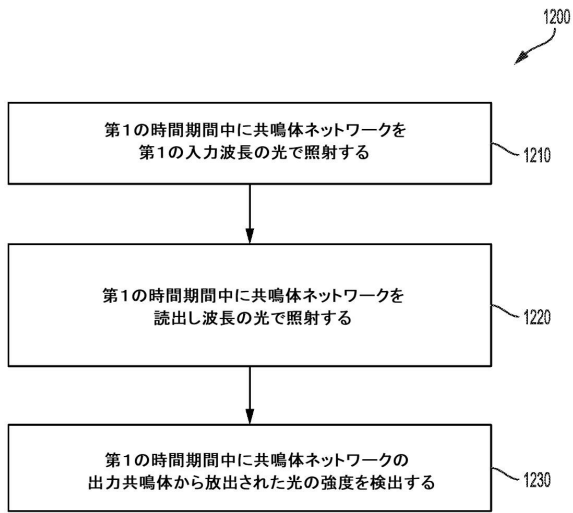 1200
第１の時間期間中に共鳴体ネットワークを
第１の入力波長の光で照射する
1210
第１の時間期間中に共鳴体ネットワークを
読出し波長の光で照射する
1220
第１の時間期間中に共鳴体ネットワークの
出力共鳴体から放出された光の強度を検出する
1230